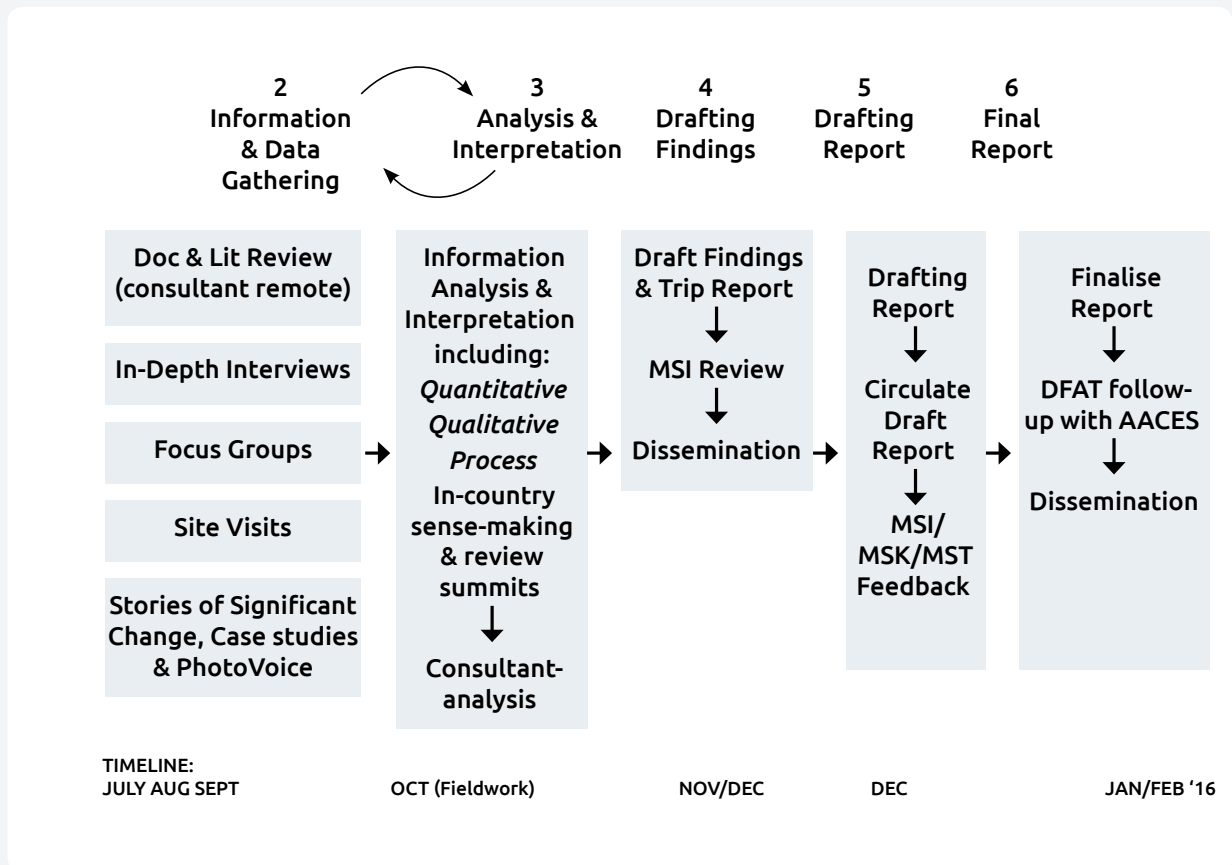 2
Information
& Data
Gathering
3
Analysis &
Interpretation
4
Drafting
Findings
5
Drafting
Report
6
Final
Report
Doc & Lit Review
(consultant remote)
In-Depth Interviews
Focus Groups
Site Visits
Stories of Significant
Change, Case studies
& PhotoVoice
Information
Analysis &
Interpretation
including:
Quantitative
Qualitative
Process
In-country
sense-making
& review
summits
Consultant-
analysis
Draft Findings
& Trip Report
MSI Review
Dissemination
Drafting
Report
Circulate
Draft
Report
MSI/
MSK/MST
Feedback
Finalise
Report
DFAT follow-
up with AACES
Dissemination
TIMELINE:
JULY AUG SEPT
OCT (Fieldwork)
NOV/DEC
DEC
JAN/FEB ‘16